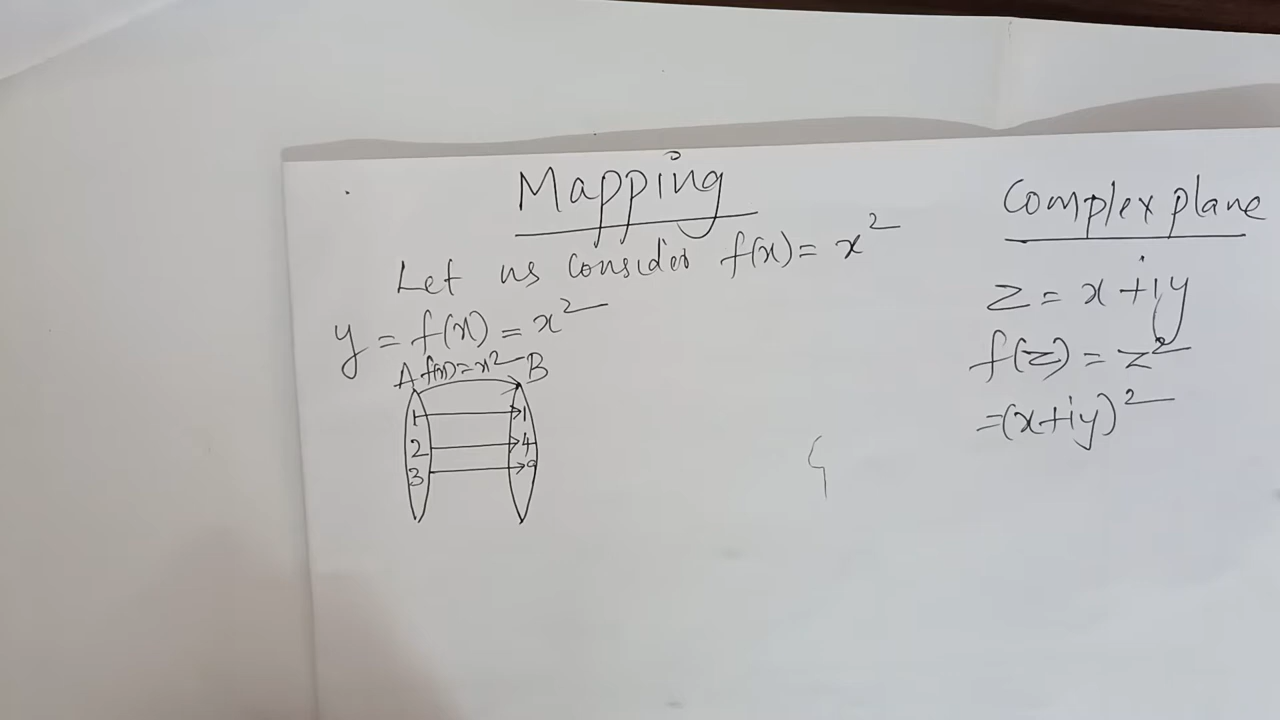 Mapping
Let us consider f(x) = x²
y = f(x) = x²
A f(x) = x² B
1 1
2 4
3 9
Complex plane
z = x + iy
f(z) = z²
= (x+iy)²